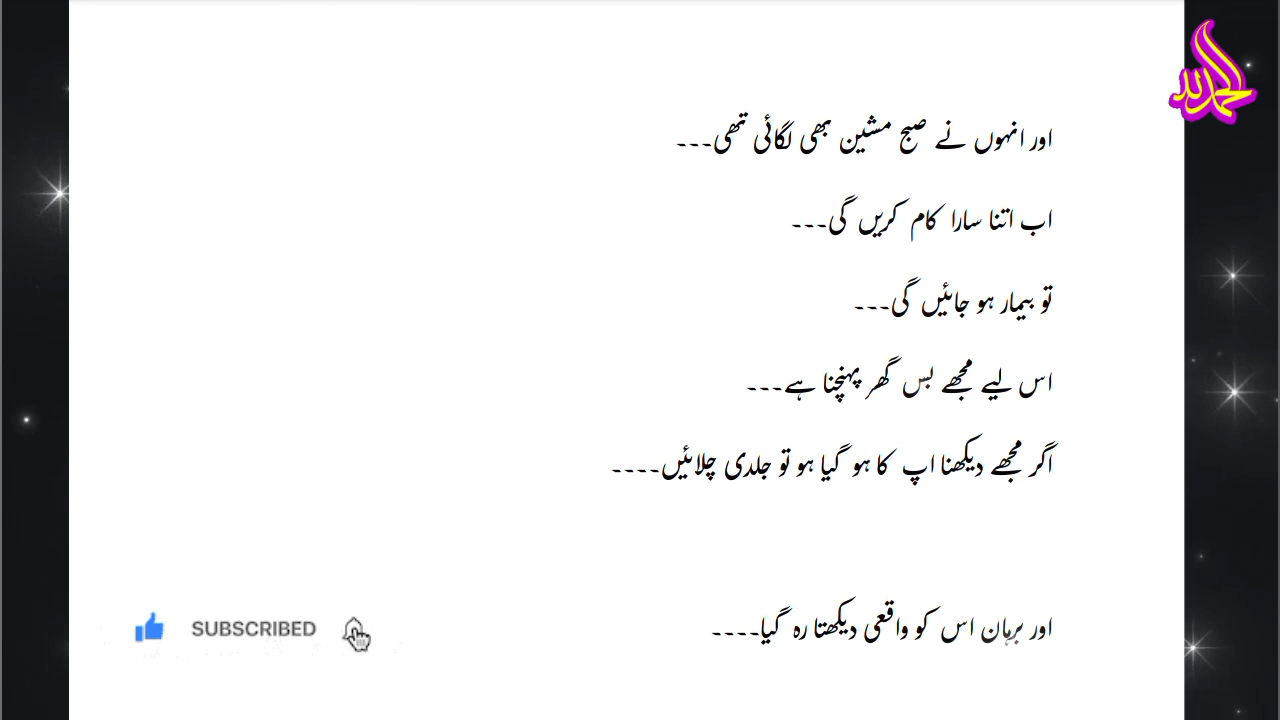 الحمدللہ
اور انہوں نے صبح مشین بھی لگائی تھی---
اب اتنا سارا کام کریں گی---
تو بیمار ہو جائیں گی---
اس لیے مجھے بس گھر پہنچنا ہے---
اگر مجھے دیکھنا اپ کا ہو گیا ہو تو جلدی چلائیں----
اور برہان اس کو واقعی دیکھتا رہ گیا----
SUBSCRIBED